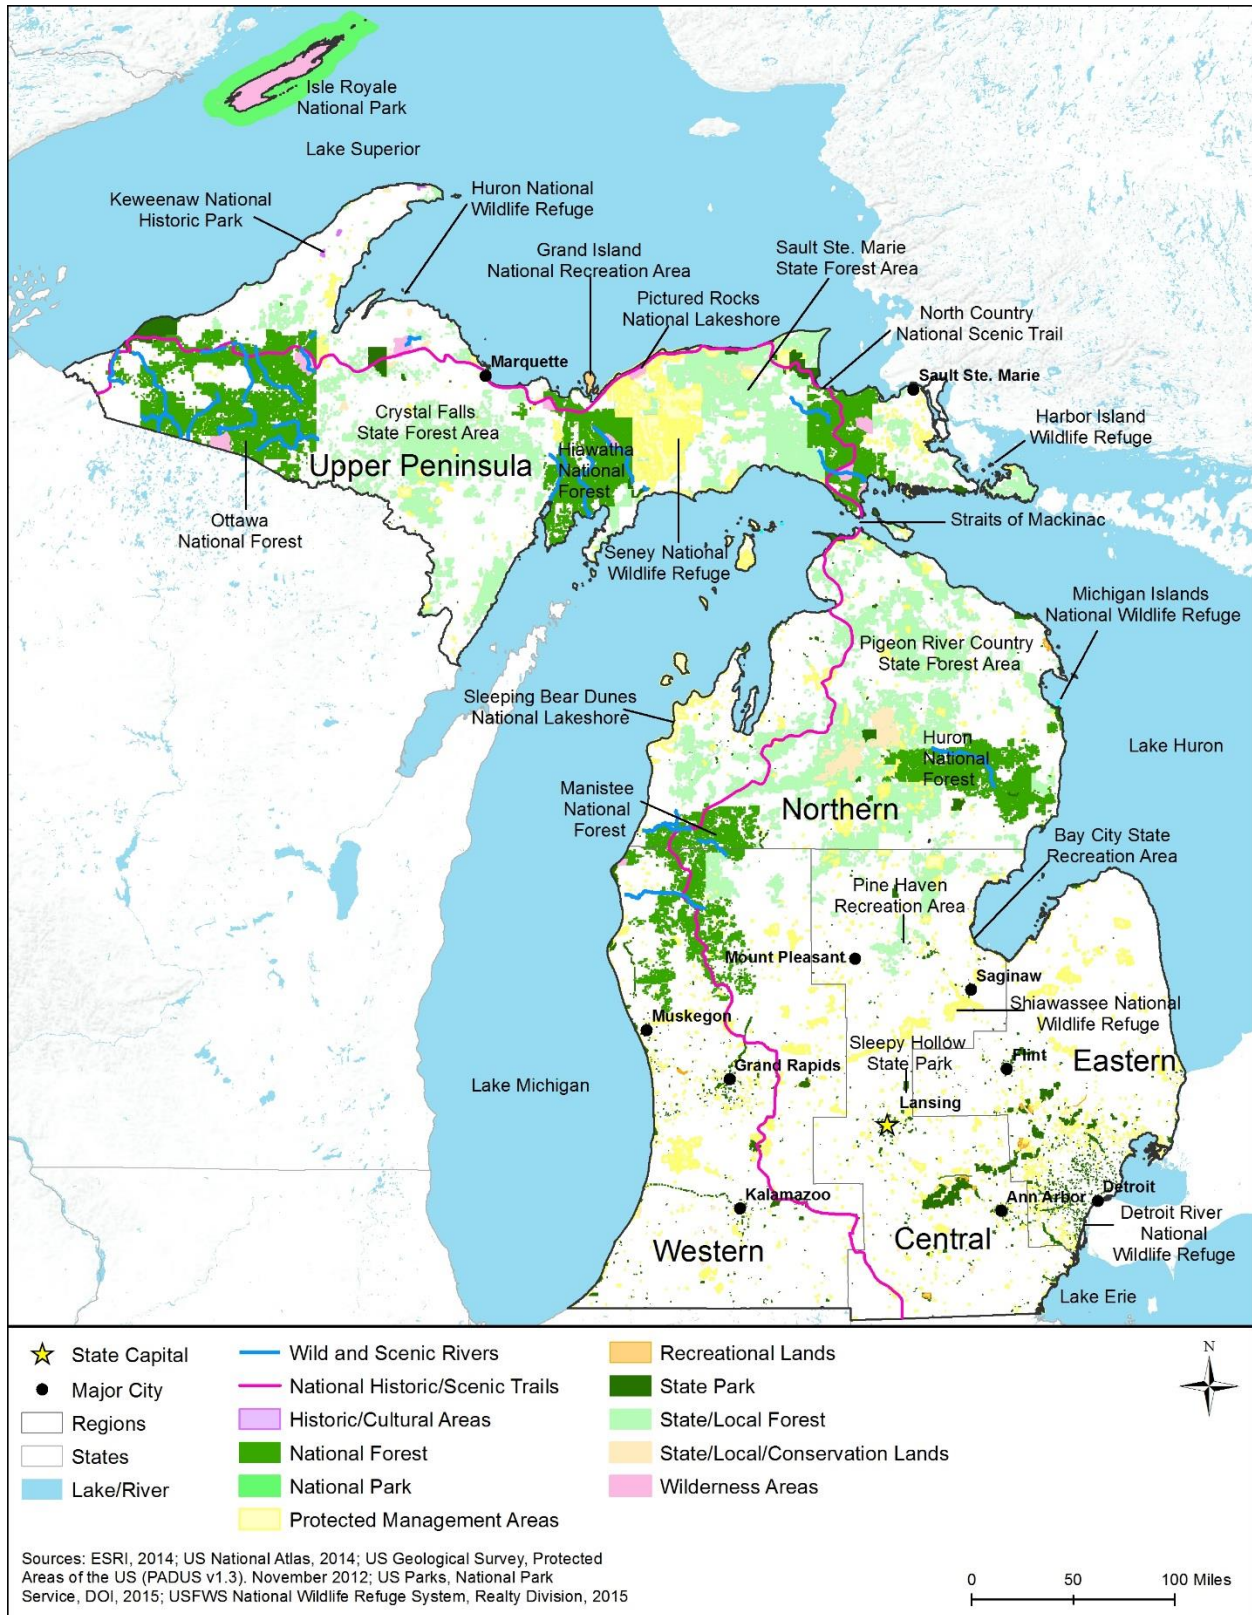 Isle Royale
National Park
Lake Superior
Keweenaw National
Historic Park
Huron National
Wildlife Refuge
Grand Island
National Recreation Area
Sault Ste. Marie
State Forest Area
Pictured Rocks
National Lakeshore
North Country
National Scenic Trail
Marquette
Sault Ste. Marie
Crystal Falls
State Forest Area
Harbor Island
Wildlife Refuge
Upper Peninsula
Hiawatha
National
Forest
Ottawa
National Forest
Straits of Mackinac
Seney National
Wildlife Refuge
Michigan Islands
National Wildlife Refuge
Pigeon River Country
State Forest Area
Sleeping Bear Dunes
National Lakeshore
Huron
National
Forest
Lake Huron
Manistee
National
Forest
Northern
Bay City State
Recreation Area
Pine Haven
Recreation Area
Mount Pleasant
Saginaw
Shiawassee National
Wildlife Refuge
Muskegon
Sleepy Hollow
State Park
Flint
Eastern
Grand Rapids
Lake Michigan
Lansing
Kalamazoo
Ann Arbor
Detroit
Detroit River
National
Wildlife Refuge
Western
Central
Lake Erie
State Capital
Major City
Regions
States
Lake/River
Wild and Scenic Rivers
National Historic/Scenic Trails
Historic/Cultural Areas
National Forest
National Park
Protected Management Areas
Recreational Lands
State Park
State/Local Forest
State/Local/Conservation Lands
Wilderness Areas
N
Sources: ESRI, 2014; US National Atlas, 2014; US Geological Survey, Protected
Areas of the US (PADUS v1.3). November 2012; US Parks, National Park
Service, DOI, 2015; USFWS National Wildlife Refuge System, Realty Division, 2015
0 50 100 Miles